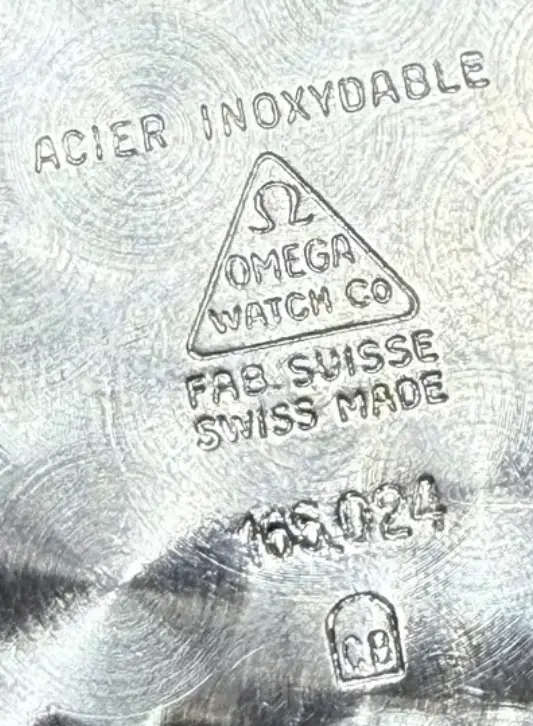 ACIER INOXYDABLE
Ω
OMEGA
WATCH CO
FAB. SUISSE
SWISS MADE
166.024
CB